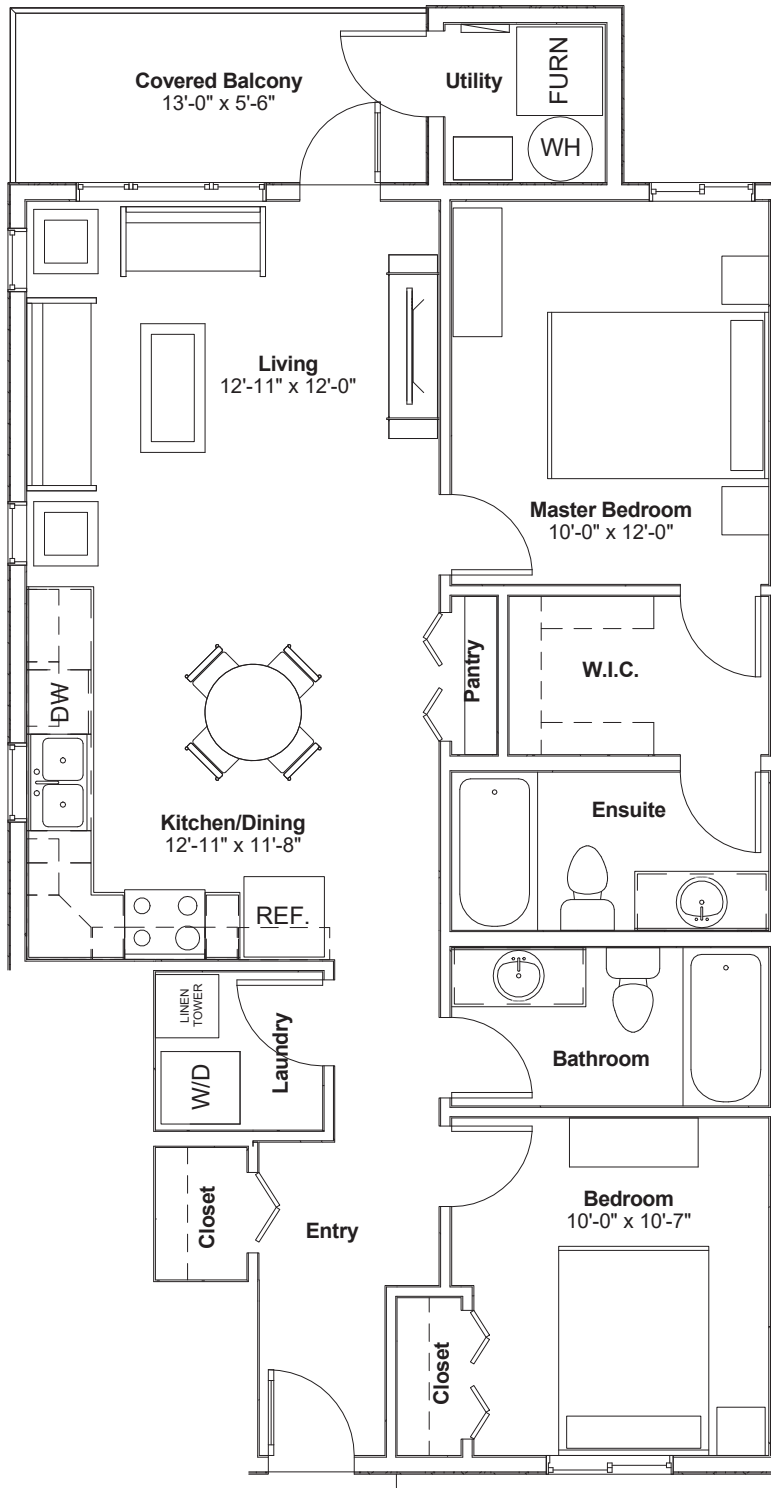 Covered Balcony
13'-0" x 5'-6"
Utility
FURN
WH
Living
12'-11" x 12'-0"
Master Bedroom
10'-0" x 12'-0"
Pantry
W.I.C.
DW
Kitchen/Dining
12'-11" x 11'-8"
Ensuite
REF.
LINEN
TOWER
W/D
Laundry
Bathroom
Closet
Entry
Bedroom
10'-0" x 10'-7"
Closet